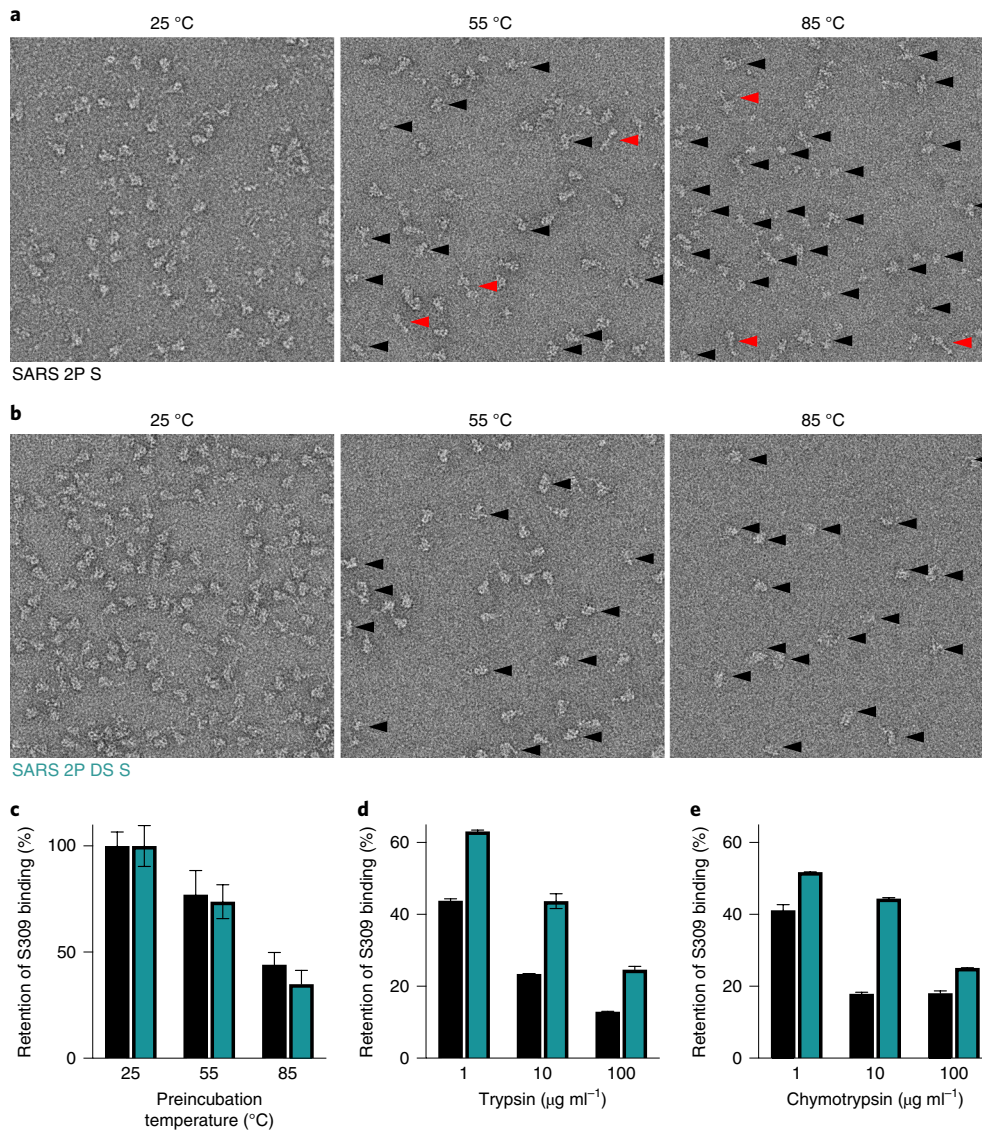 a
25 °C 55 °C 85 °C
SARS 2P S
b
25 °C 55 °C 85 °C
SARS 2P DS S
c
Retention of S309 binding (%)
100
50
0
25 55 85
Preincubation
temperature (°C)
d
Retention of S309 binding (%)
60
40
20
0
1 10 100
Trypsin (μg ml⁻¹)
e
Retention of S309 binding (%)
60
40
20
0
1 10 100
Chymotrypsin (μg ml⁻¹)